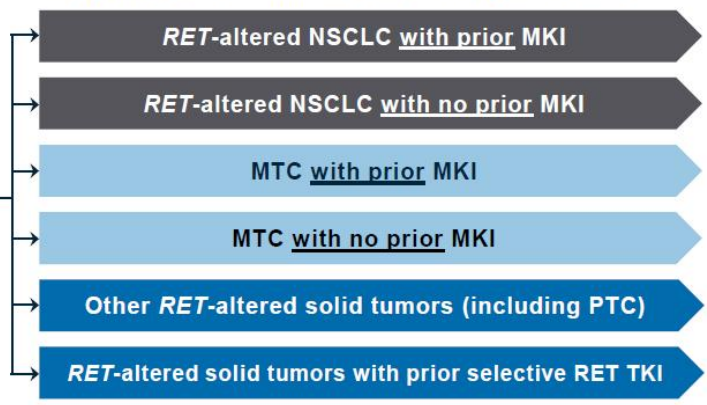 RET-altered NSCLC with prior MKI
RET-altered NSCLC with no prior MKI
MTC with prior MKI
MTC with no prior MKI
Other RET-altered solid tumors (including PTC)
RET-altered solid tumors with prior selective RET TKI